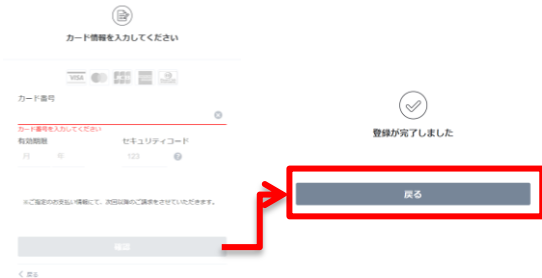 カード情報を入力してください
VISA
カード番号
カード番号を入力してください
有効期限 セキュリティコード
月 年 123
※ご指定のお支払い情報にて、次回以降のご請求をさせていただきます。
確認
戻る
登録が完了しました
戻る